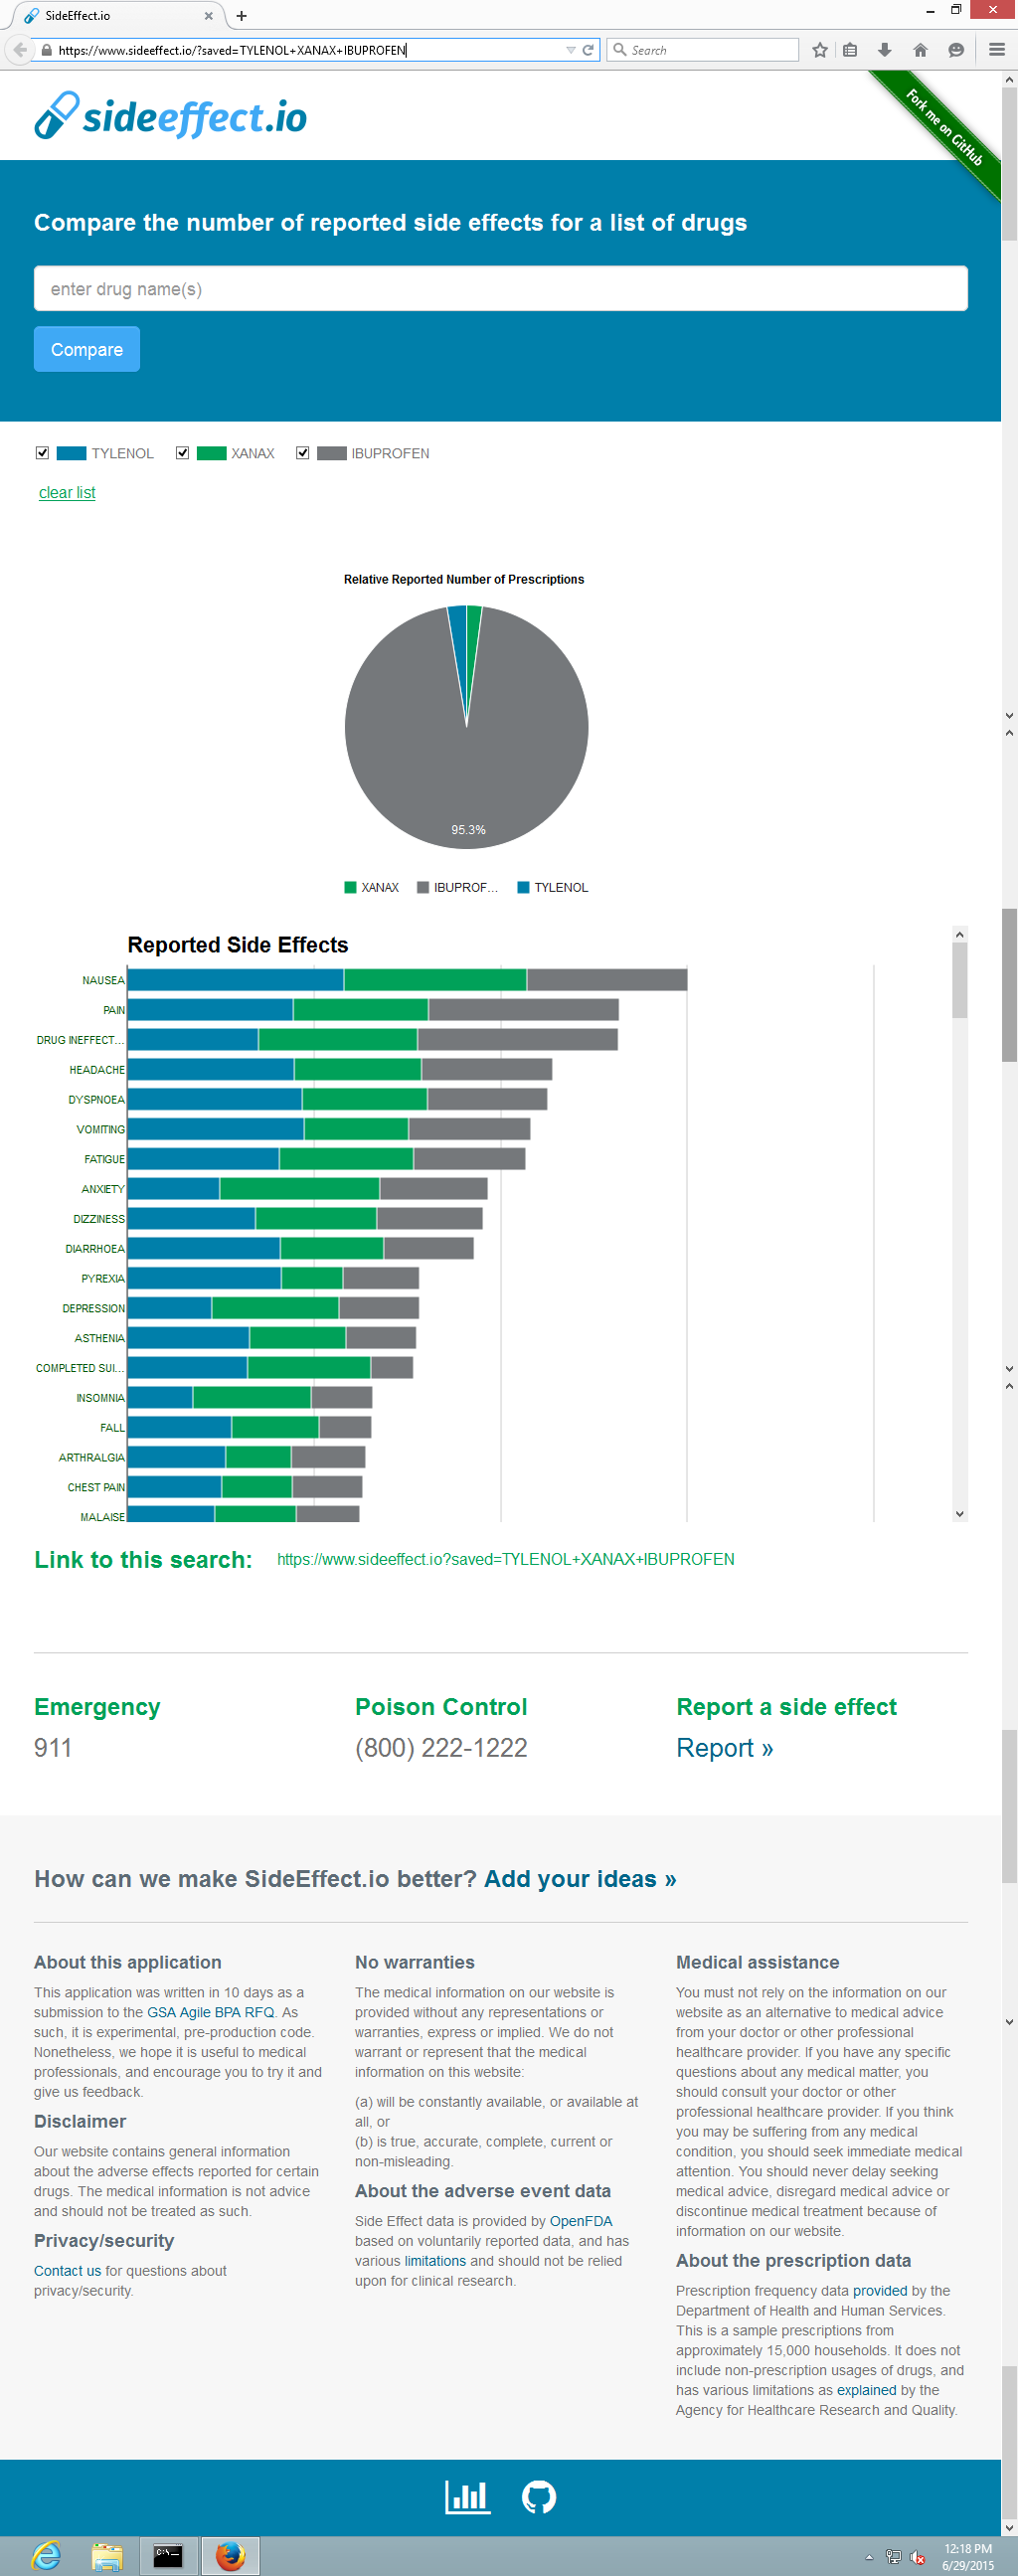 SideEffect.io
https://www.sideeffect.io/?saved=TYLENOL+XANAX+IBUPROFEN
Search
sideeffect.io
Fork me on GitHub
Compare the number of reported side effects for a list of drugs
enter drug name(s)
Compare
TYLENOL XANAX IBUPROFEN
clear list
Relative Reported Number of Prescriptions
95.3%
XANAX IBUPROF... TYLENOL
Reported Side Effects
NAUSEA
PAIN
DRUG INEFFECT...
HEADACHE
DYSPNOEA
VOMITING
FATIGUE
ANXIETY
DIZZINESS
DIARRHOEA
PYREXIA
DEPRESSION
ASTHENIA
COMPLETED SUI...
INSOMNIA
FALL
ARTHRALGIA
CHEST PAIN
MALAISE
Link to this search: https://www.sideeffect.io?saved=TYLENOL+XANAX+IBUPROFEN
Emergency
911
Poison Control
(800) 222-1222
Report a side effect
Report »
How can we make SideEffect.io better? Add your ideas »
About this application
This application was written in 10 days as a
submission to the GSA Agile BPA RFQ. As
such, it is experimental, pre-production code.
Nonetheless, we hope it is useful to medical
professionals, and encourage you to try it and
give us feedback.
Disclaimer
Our website contains general information
about the adverse effects reported for certain
drugs. The medical information is not advice
and should not be treated as such.
Privacy/security
Contact us for questions about
privacy/security.
No warranties
The medical information on our website is
provided without any representations or
warranties, express or implied. We do not
warrant or represent that the medical
information on this website:
(a) will be constantly available, or available at
all, or
(b) is true, accurate, complete, current or
non-misleading.
About the adverse event data
Side Effect data is provided by OpenFDA
based on voluntarily reported data, and has
various limitations and should not be relied
upon for clinical research.
Medical assistance
You must not rely on the information on our
website as an alternative to medical advice
from your doctor or other professional
healthcare provider. If you have any specific
questions about any medical matter, you
should consult your doctor or other
professional healthcare provider. If you think
you may be suffering from any medical
condition, you should seek immediate medical
attention. You should never delay seeking
medical advice, disregard medical advice or
discontinue medical treatment because of
information on our website.
About the prescription data
Prescription frequency data provided by the
Department of Health and Human Services.
This is a sample prescriptions from
approximately 15,000 households. It does not
include non-prescription usages of drugs, and
has various limitations as explained by the
Agency for Healthcare Research and Quality.
12:18 PM
6/29/2015